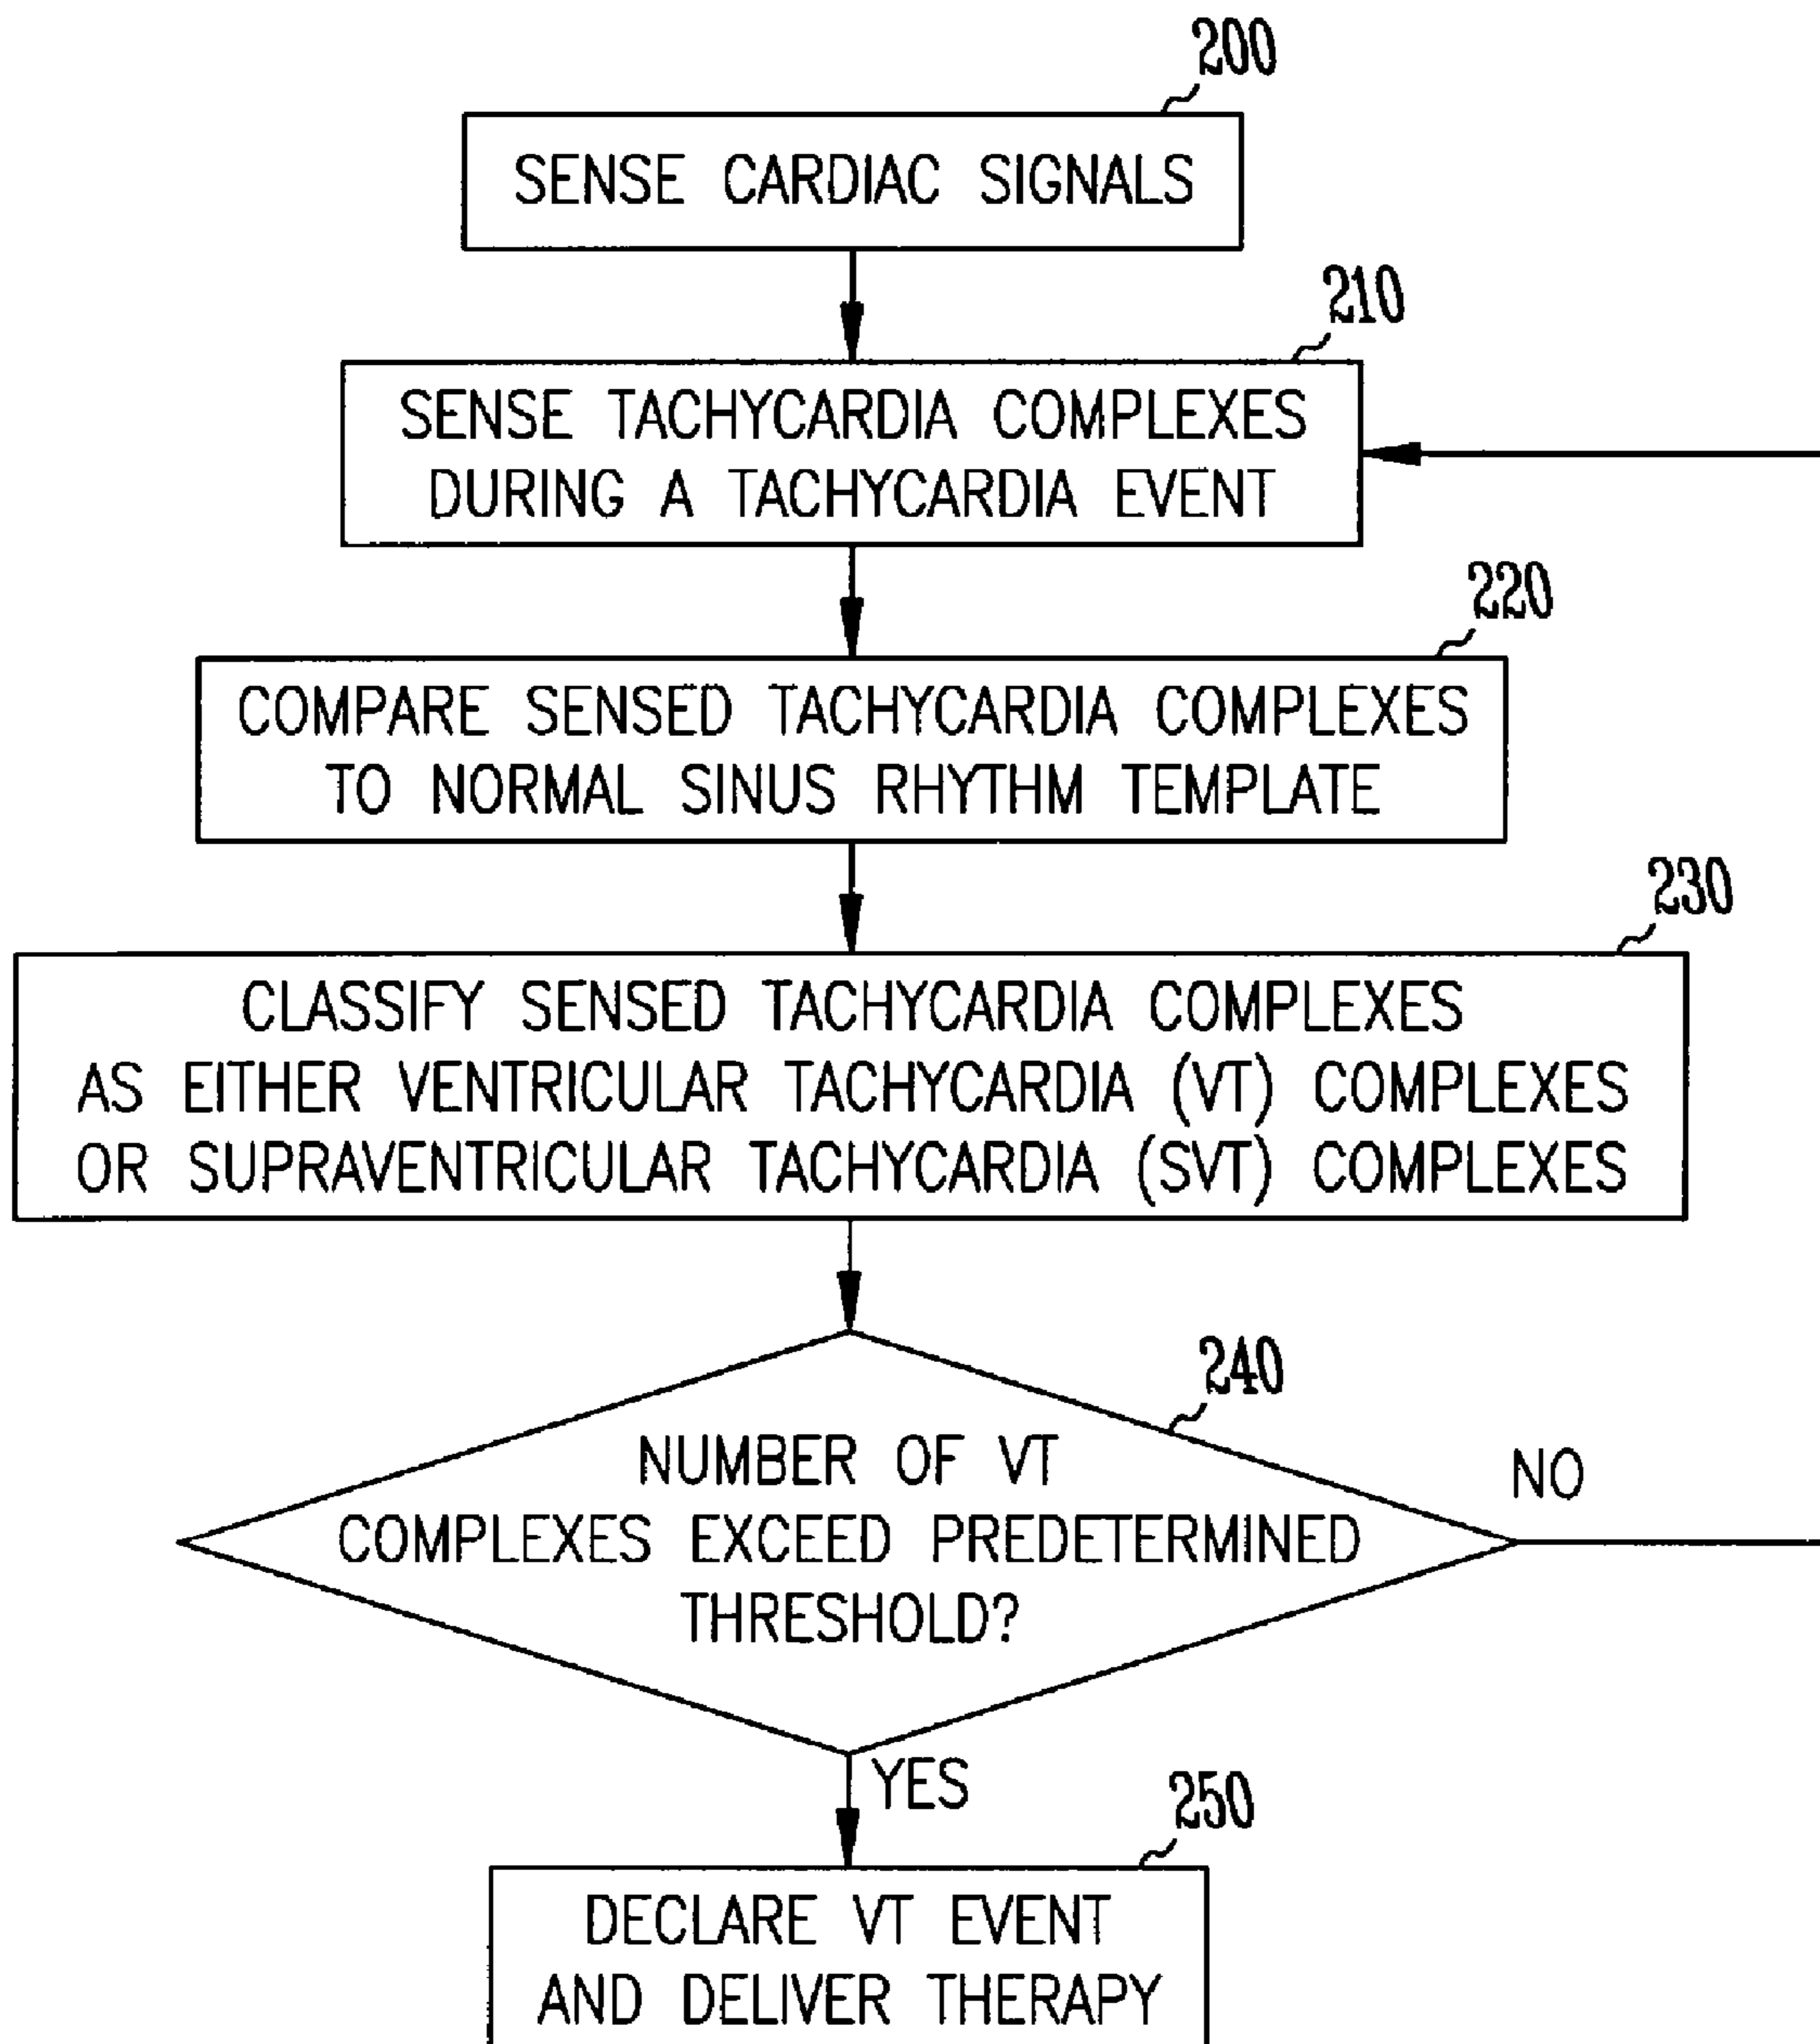 200
SENSE CARDIAC SIGNALS
210
SENSE TACHYCARDIA COMPLEXES
DURING A TACHYCARDIA EVENT
220
COMPARE SENSED TACHYCARDIA COMPLEXES
TO NORMAL SINUS RHYTHM TEMPLATE
230
CLASSIFY SENSED TACHYCARDIA COMPLEXES
AS EITHER VENTRICULAR TACHYCARDIA (VT) COMPLEXES
OR SUPRAVENTRICULAR TACHYCARDIA (SVT) COMPLEXES
240
NUMBER OF VT
COMPLEXES EXCEED PREDETERMINED
THRESHOLD?
NO
YES
250
DECLARE VT EVENT
AND DELIVER THERAPY